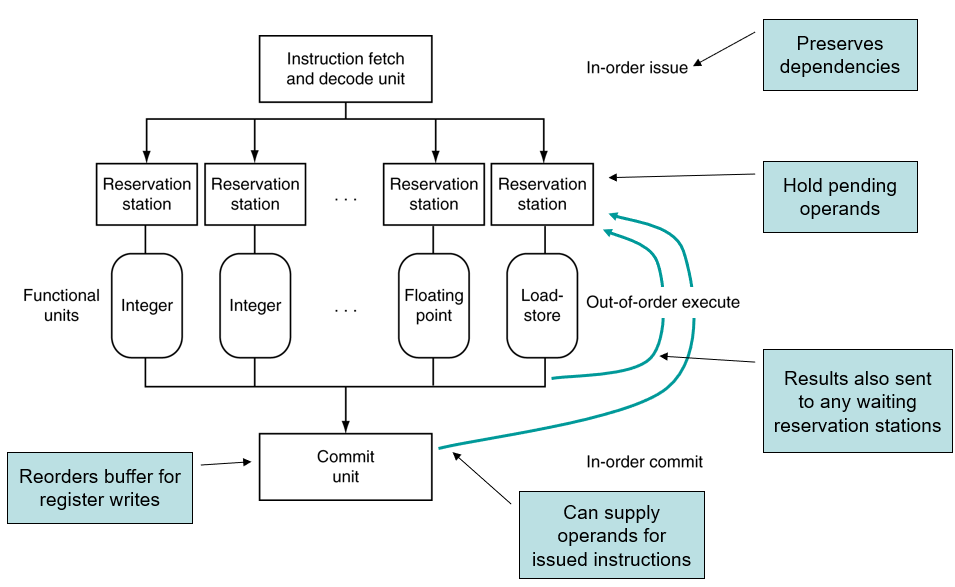 Instruction fetch
and decode unit
In-order issue
Preserves
dependencies
Reservation
station
Reservation
station
. . .
Reservation
station
Reservation
station
Hold pending
operands
Functional
units
Integer
Integer
. . .
Floating
point
Load-
store
Out-of-order execute
Results also sent
to any waiting
reservation stations
Commit
unit
In-order commit
Reorders buffer for
register writes
Can supply
operands for
issued instructions